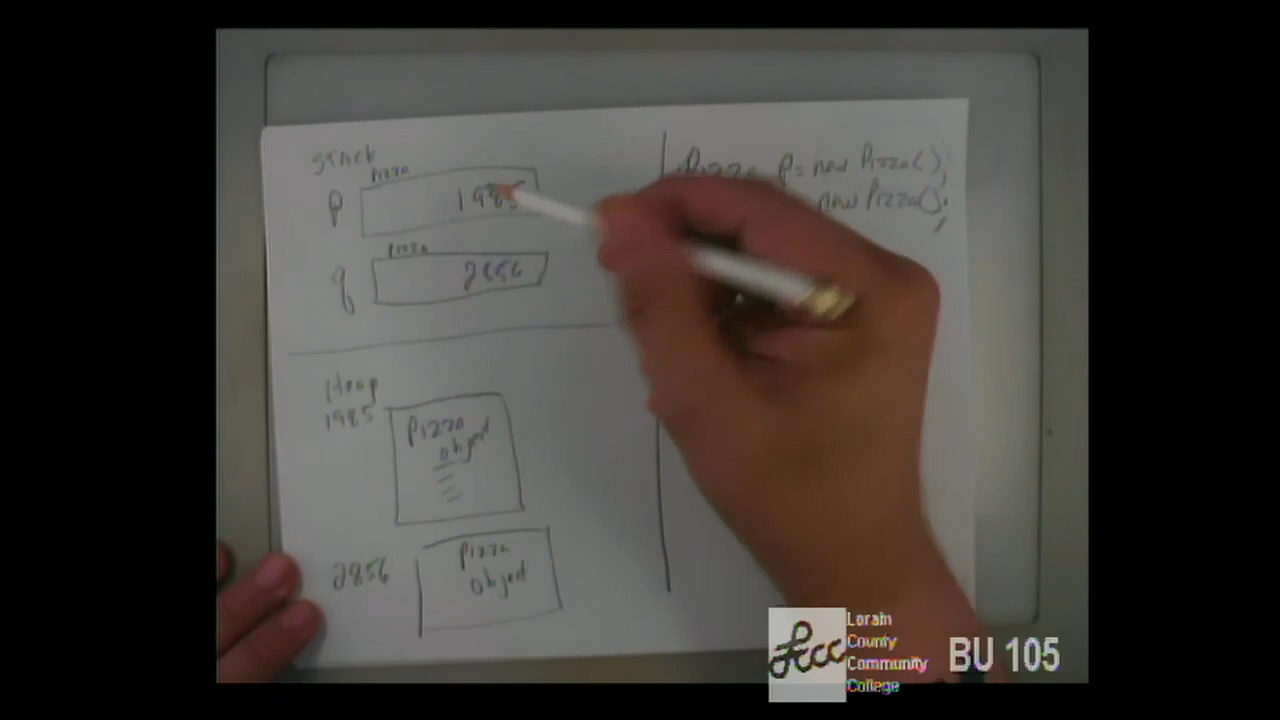 Stack
Pizza
p 1985
Pizza
q 2856
Heap
1985
Pizza
object
2856
Pizza
object
Pizza p = new Pizza();
new Pizza();
Lorain
County
Community
College
lccc
BU 105